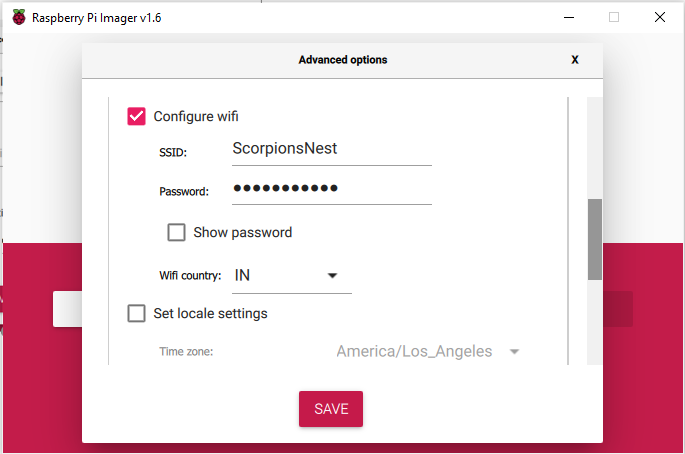 Raspberry Pi Imager v1.6
Advanced options
X
Configure wifi
SSID: ScorpionsNest
Password: •••••••••••
Show password
Wifi country: IN
Set locale settings
Time zone: America/Los_Angeles
SAVE